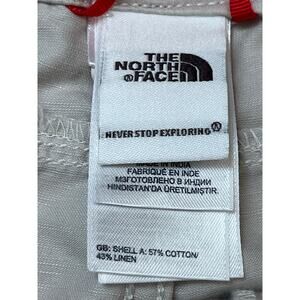 THE
NORTH
FACE
NEVER STOP EXPLORING
MADE IN INDIA
FABRIQUÉ EN INDE
ИЗГОТОВЛЕНО В ИНДИИ
HINDISTAN'DA ÜRETILMIŞTIR.
GB: SHELL A: 57% COTTON/
43% LINEN